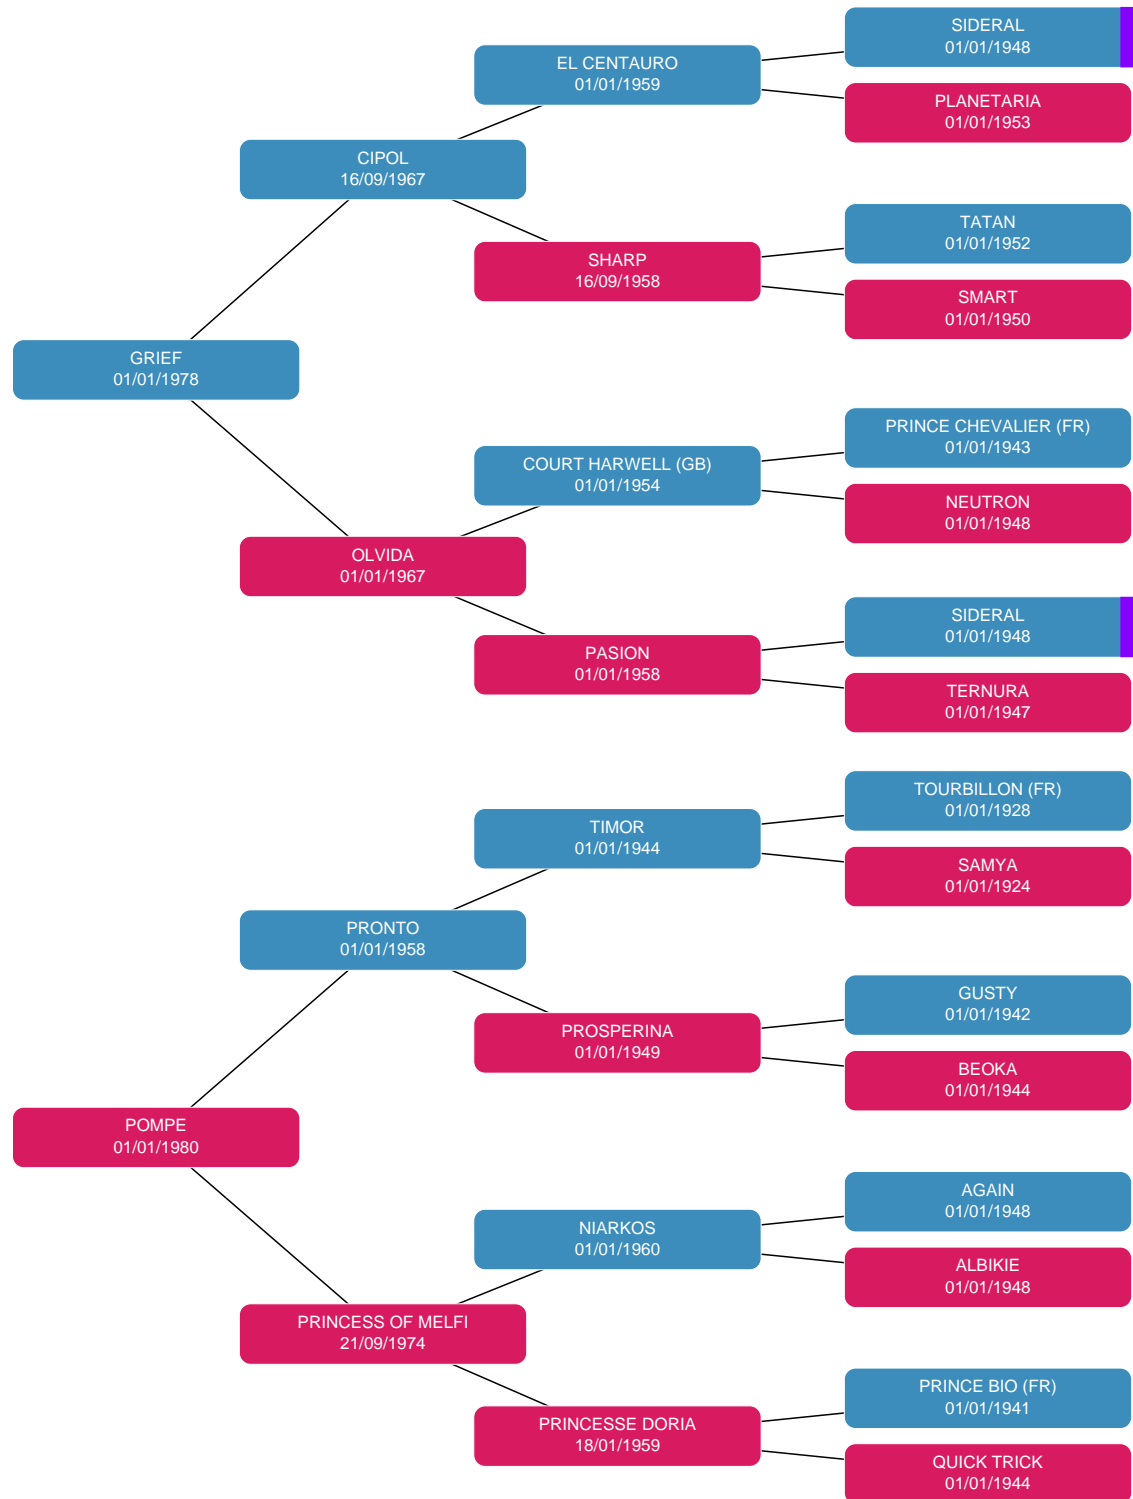 SIDERAL
01/01/1948
EL CENTAURO
01/01/1959
PLANETARIA
01/01/1953
CIPOL
16/09/1967
TATAN
01/01/1952
SHARP
16/09/1958
SMART
01/01/1950
GRIEF
01/01/1978
PRINCE CHEVALIER (FR)
01/01/1943
COURT HARWELL (GB)
01/01/1954
NEUTRON
01/01/1948
OLVIDA
01/01/1967
SIDERAL
01/01/1948
PASION
01/01/1958
TERNURA
01/01/1947
TOURBILLON (FR)
01/01/1928
TIMOR
01/01/1944
SAMYA
01/01/1924
PRONTO
01/01/1958
GUSTY
01/01/1942
PROSPERINA
01/01/1949
BEOKA
01/01/1944
POMPE
01/01/1980
AGAIN
01/01/1948
NIARKOS
01/01/1960
ALBIKIE
01/01/1948
PRINCESS OF MELFI
21/09/1974
PRINCE BIO (FR)
01/01/1941
PRINCESSE DORIA
18/01/1959
QUICK TRICK
01/01/1944